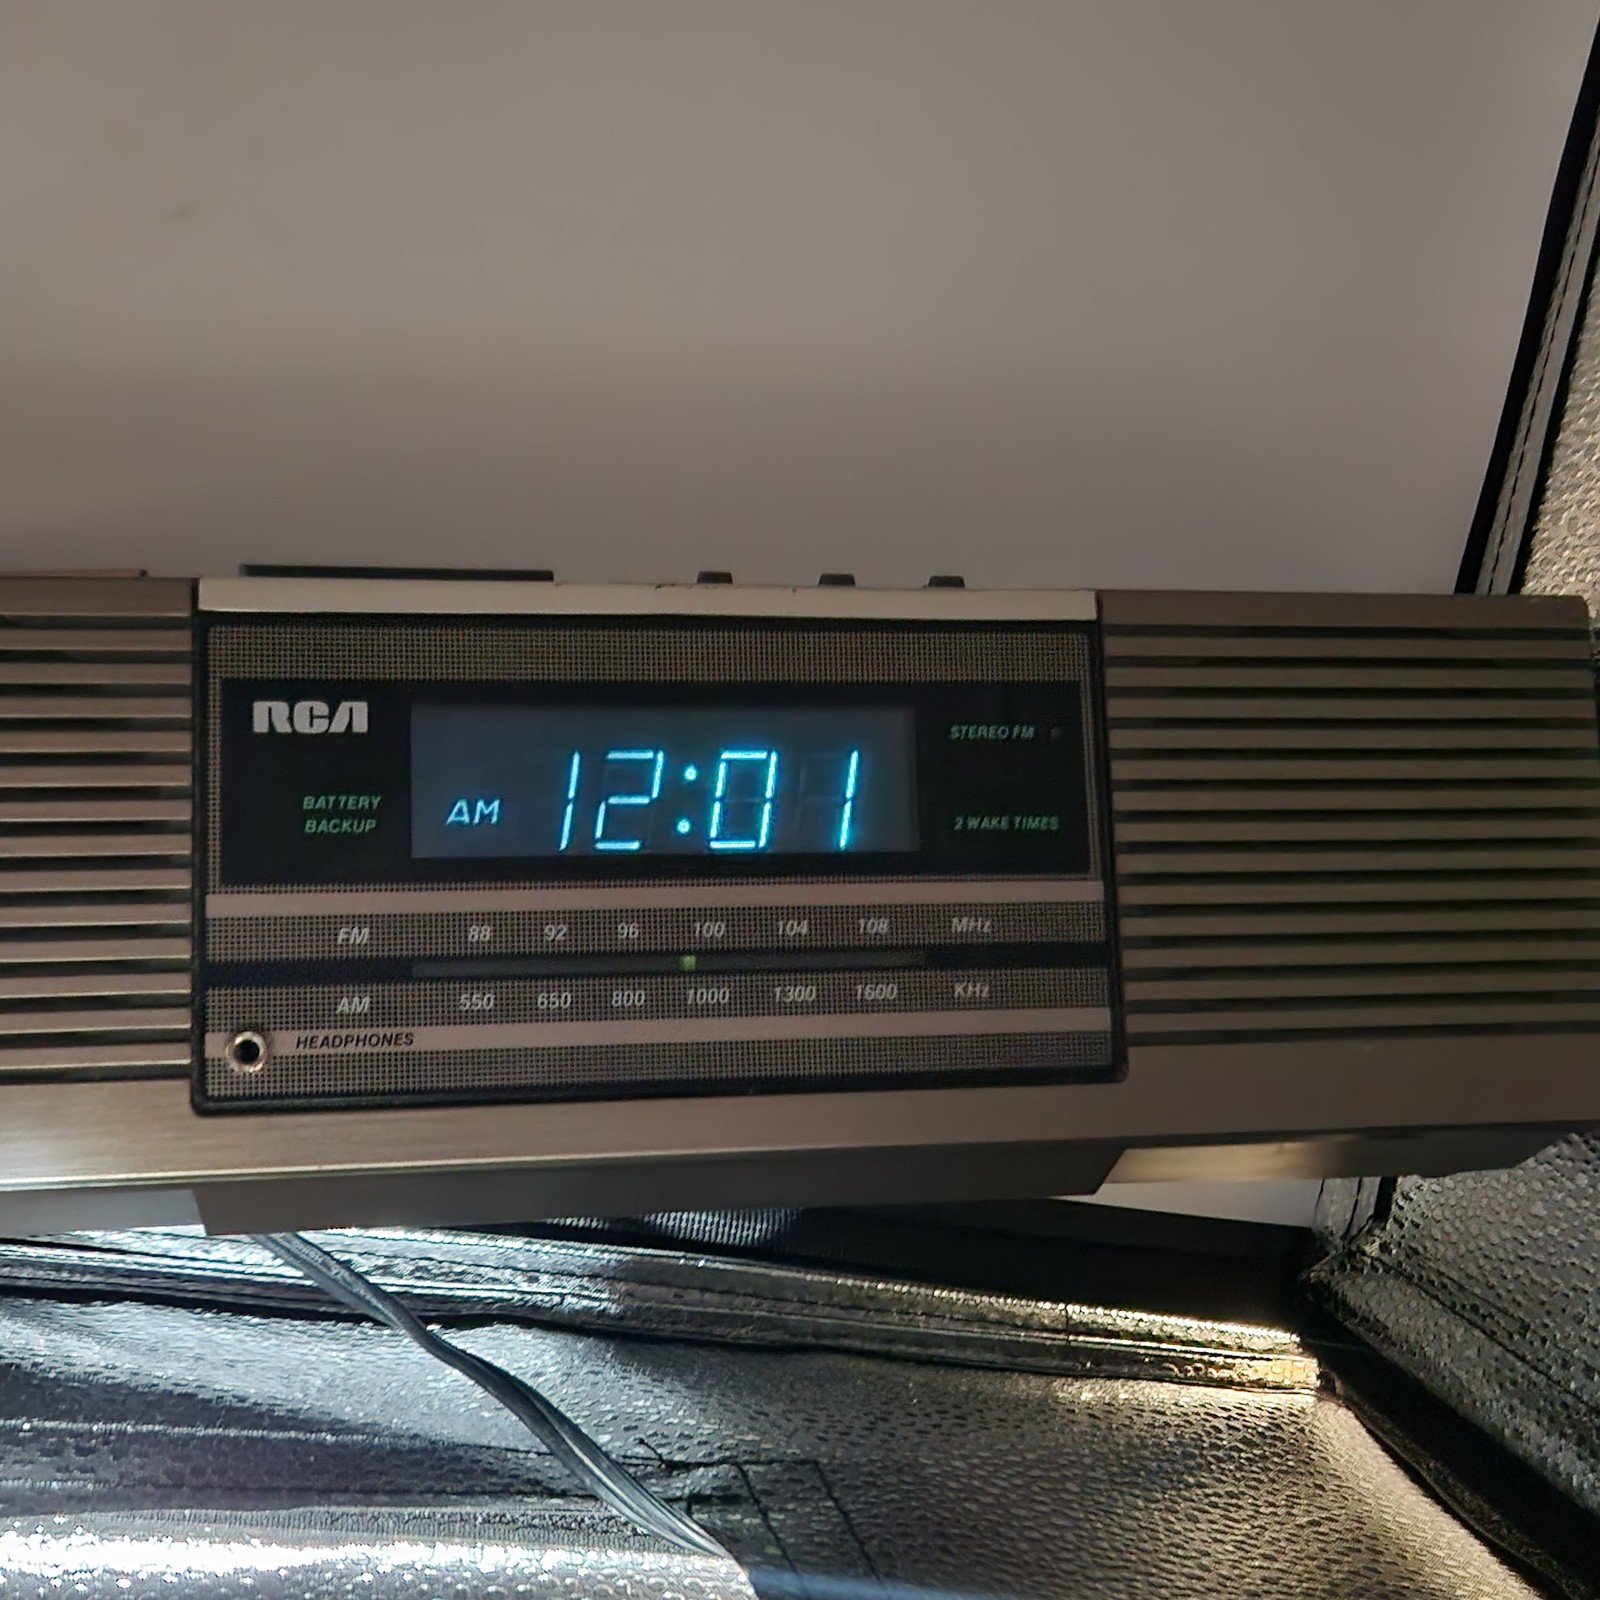 RCA
STEREO FM
BATTERY
BACKUP
AM 12:01
2 WAKE TIMES
FM 88 92 96 100 104 108 MHz
AM 550 650 800 1000 1300 1600 KHz
HEADPHONES